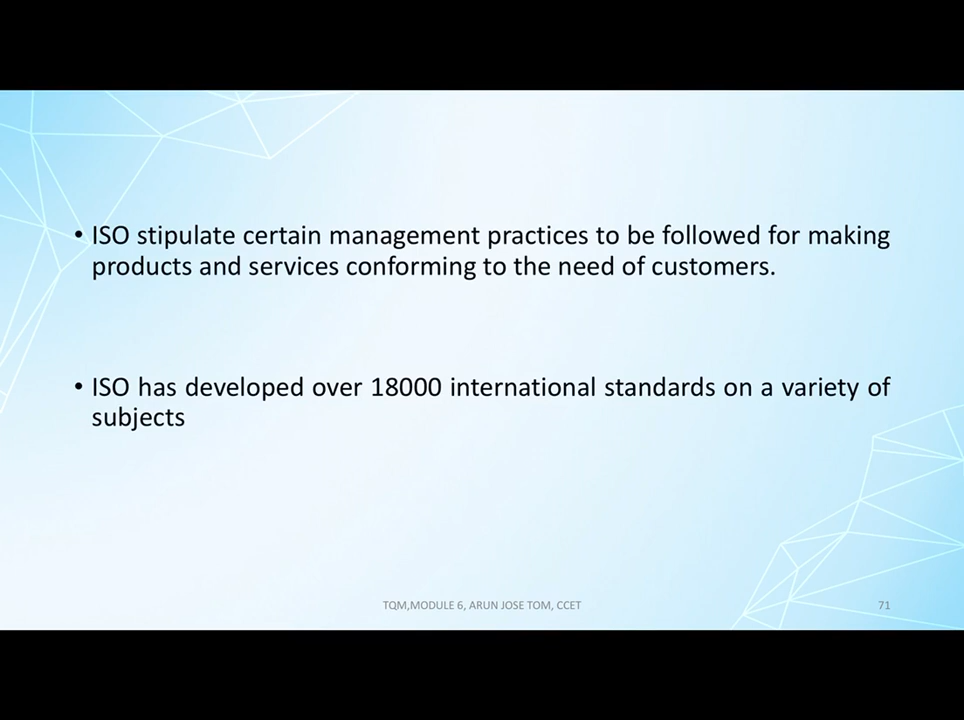 • ISO stipulate certain management practices to be followed for making
products and services conforming to the need of customers.
• ISO has developed over 18000 international standards on a variety of
subjects
TQM,MODULE 6, ARUN JOSE TOM, CCET
71